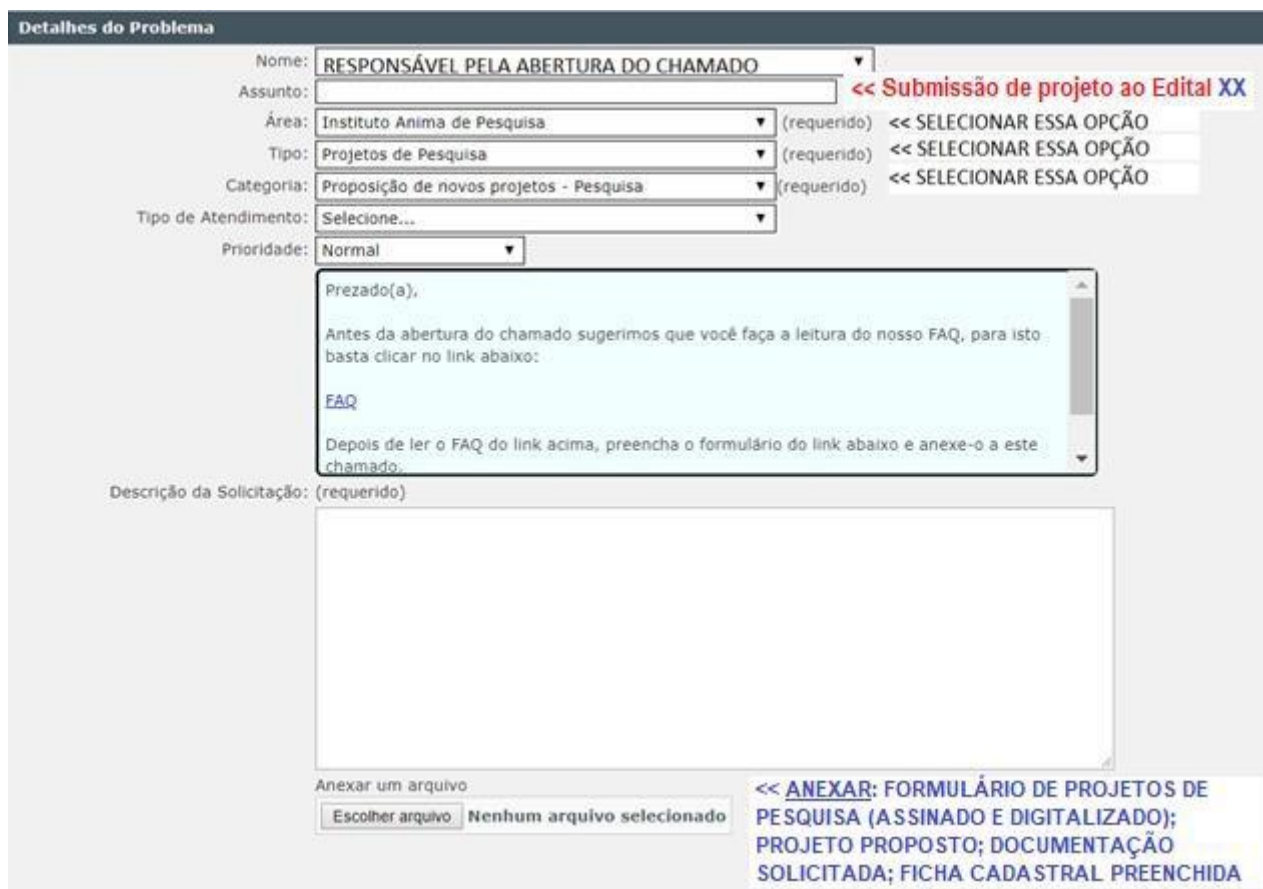 Detalhes do Problema
Nome: RESPONSÁVEL PELA ABERTURA DO CHAMADO
Assunto: << Submissão de projeto ao Edital XX
Área: Instituto Anima de Pesquisa (requerido) << SELECIONAR ESSA OPÇÃO
Tipo: Projetos de Pesquisa (requerido) << SELECIONAR ESSA OPÇÃO
Categoria: Proposição de novos projetos - Pesquisa (requerido) << SELECIONAR ESSA OPÇÃO
Tipo de Atendimento: Selecione...
Prioridade: Normal
Prezado(a),
Antes da abertura do chamado sugerimos que você faça a leitura do nosso FAQ, para isto
basta clicar no link abaixo:
FAQ
Depois de ler o FAQ do link acima, preencha o formulário do link abaixo e anexe-o a este
chamado.
Descrição da Solicitação: (requerido)
Anexar um arquivo
Escolher arquivo Nenhum arquivo selecionado
<< ANEXAR: FORMULÁRIO DE PROJETOS DE
PESQUISA (ASSINADO E DIGITALIZADO);
PROJETO PROPOSTO; DOCUMENTAÇÃO
SOLICITADA; FICHA CADASTRAL PREENCHIDA